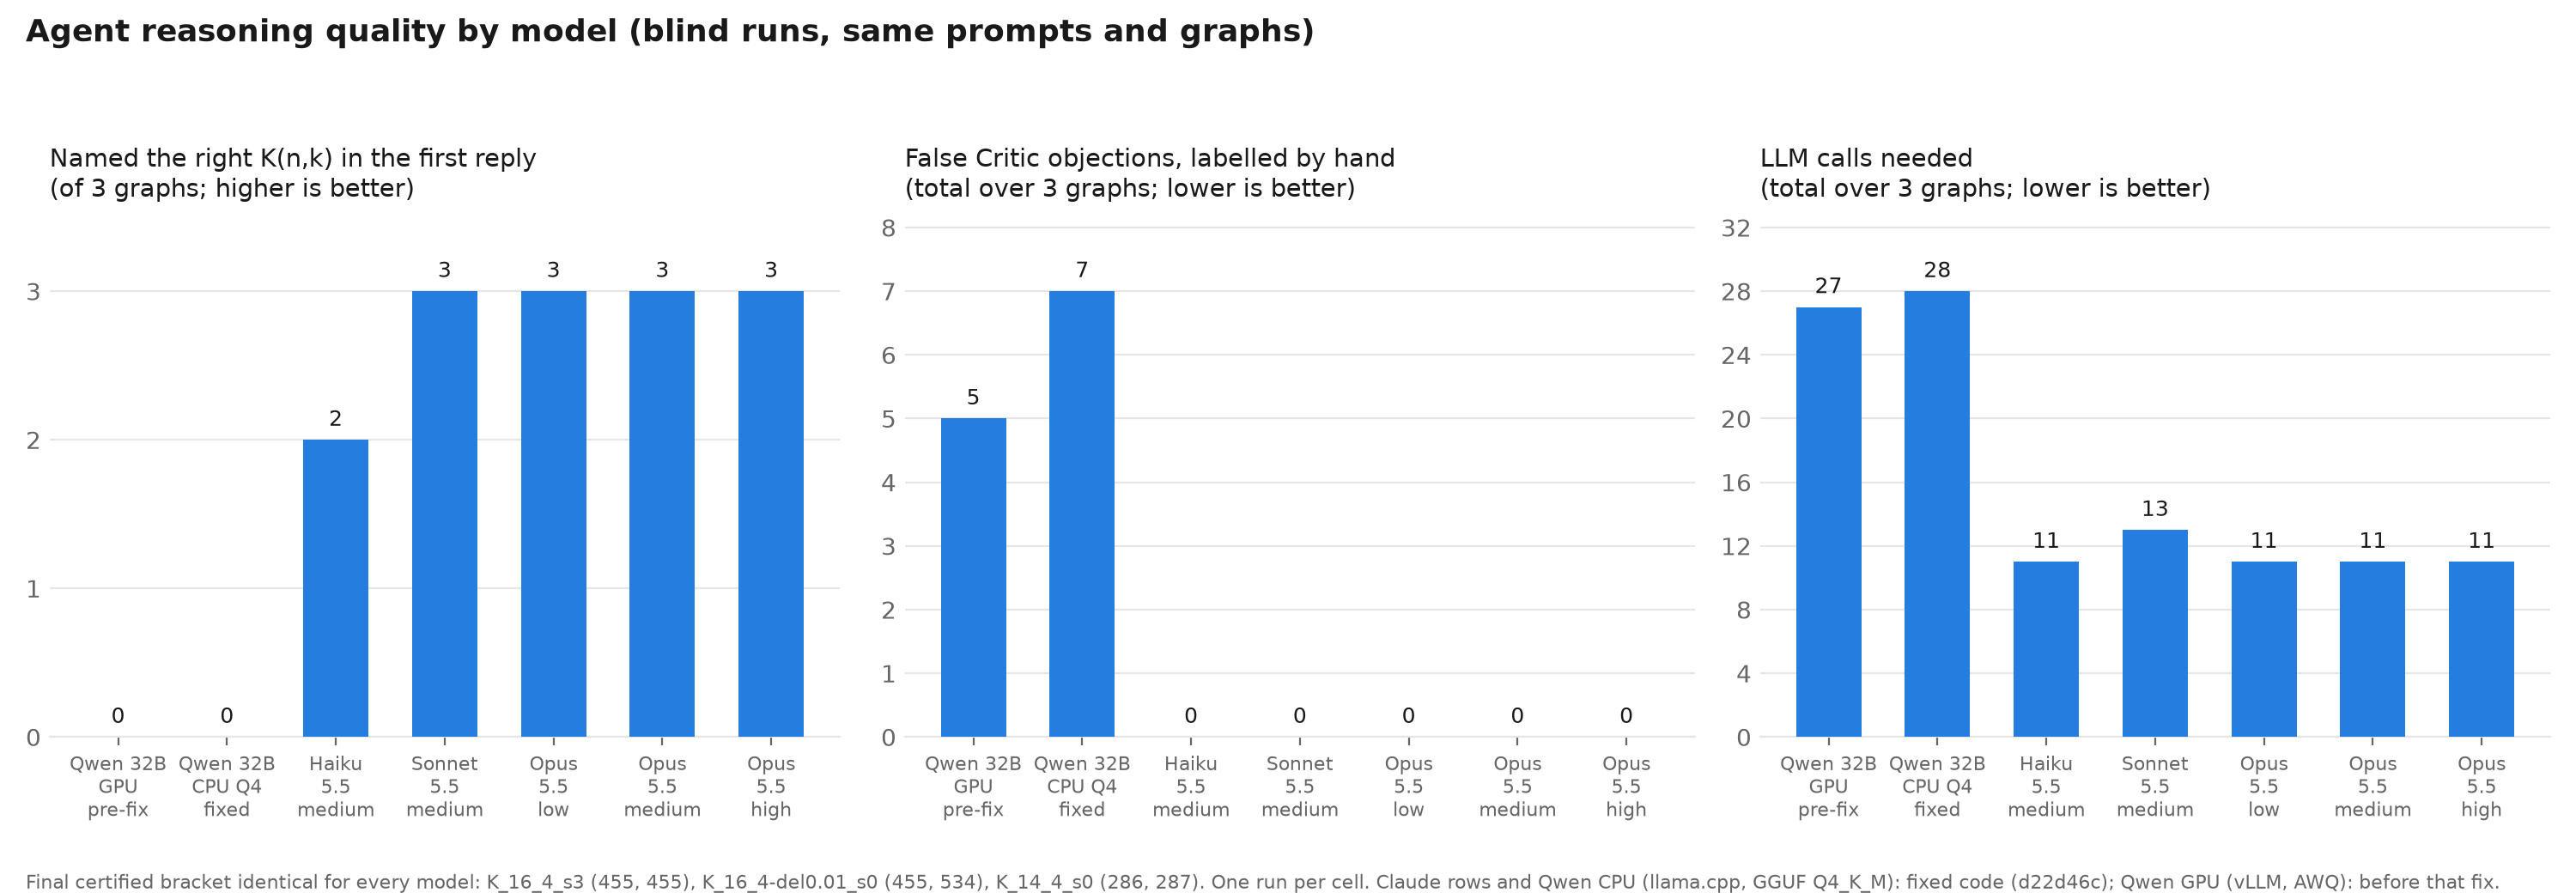 Agent reasoning quality by model (blind runs, same prompts and graphs)
Named the right K(n,k) in the first reply
(of 3 graphs; higher is better)
3
2
1
0
0
0
2
3
3
3
3
Qwen 32B
GPU
pre-fix
Qwen 32B
CPU Q4
fixed
Haiku
5.5
medium
Sonnet
5.5
medium
Opus
5.5
low
Opus
5.5
medium
Opus
5.5
high
False Critic objections, labelled by hand
(total over 3 graphs; lower is better)
8
7
6
5
4
3
2
1
0
5
7
0
0
0
0
0
Qwen 32B
GPU
pre-fix
Qwen 32B
CPU Q4
fixed
Haiku
5.5
medium
Sonnet
5.5
medium
Opus
5.5
low
Opus
5.5
medium
Opus
5.5
high
LLM calls needed
(total over 3 graphs; lower is better)
32
28
24
20
16
12
8
4
0
27
28
11
13
11
11
11
Qwen 32B
GPU
pre-fix
Qwen 32B
CPU Q4
fixed
Haiku
5.5
medium
Sonnet
5.5
medium
Opus
5.5
low
Opus
5.5
medium
Opus
5.5
high
Final certified bracket identical for every model: K_16_4_s3 (455, 455), K_16_4-del0.01_s0 (455, 534), K_14_4_s0 (286, 287). One run per cell. Claude rows and Qwen CPU (llama.cpp, GGUF Q4_K_M): fixed code (d22d46c); Qwen GPU (vLLM, AWQ): before that fix.